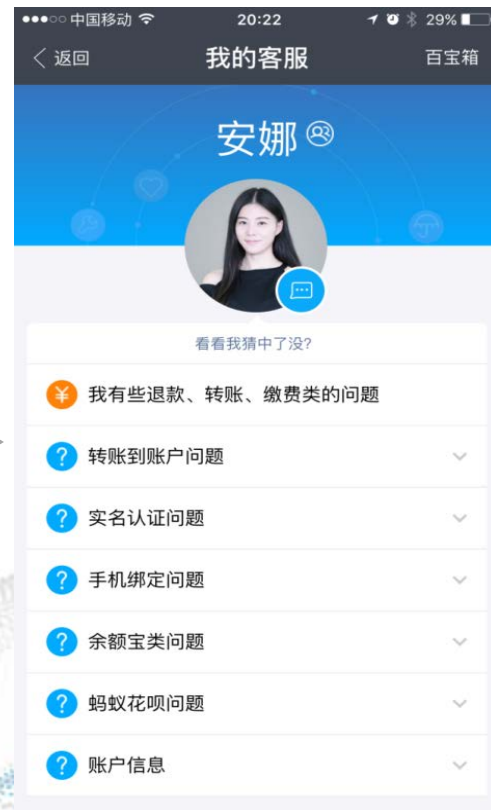 中国移动 20:22 29%
返回 我的客服 百宝箱
安娜
看看我猜中了没?
¥ 我有些退款、转账、缴费类的问题
? 转账到账户问题
? 实名认证问题
? 手机绑定问题
? 余额宝类问题
? 蚂蚁花呗问题
? 账户信息